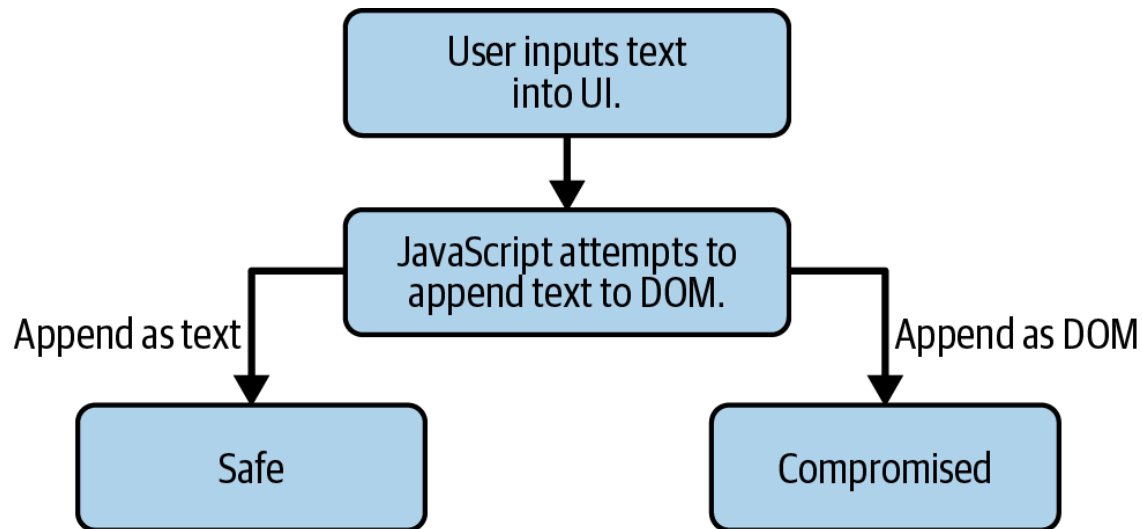 User inputs text
into UI.
JavaScript attempts to
append text to DOM.
Append as text
Append as DOM
Safe
Compromised